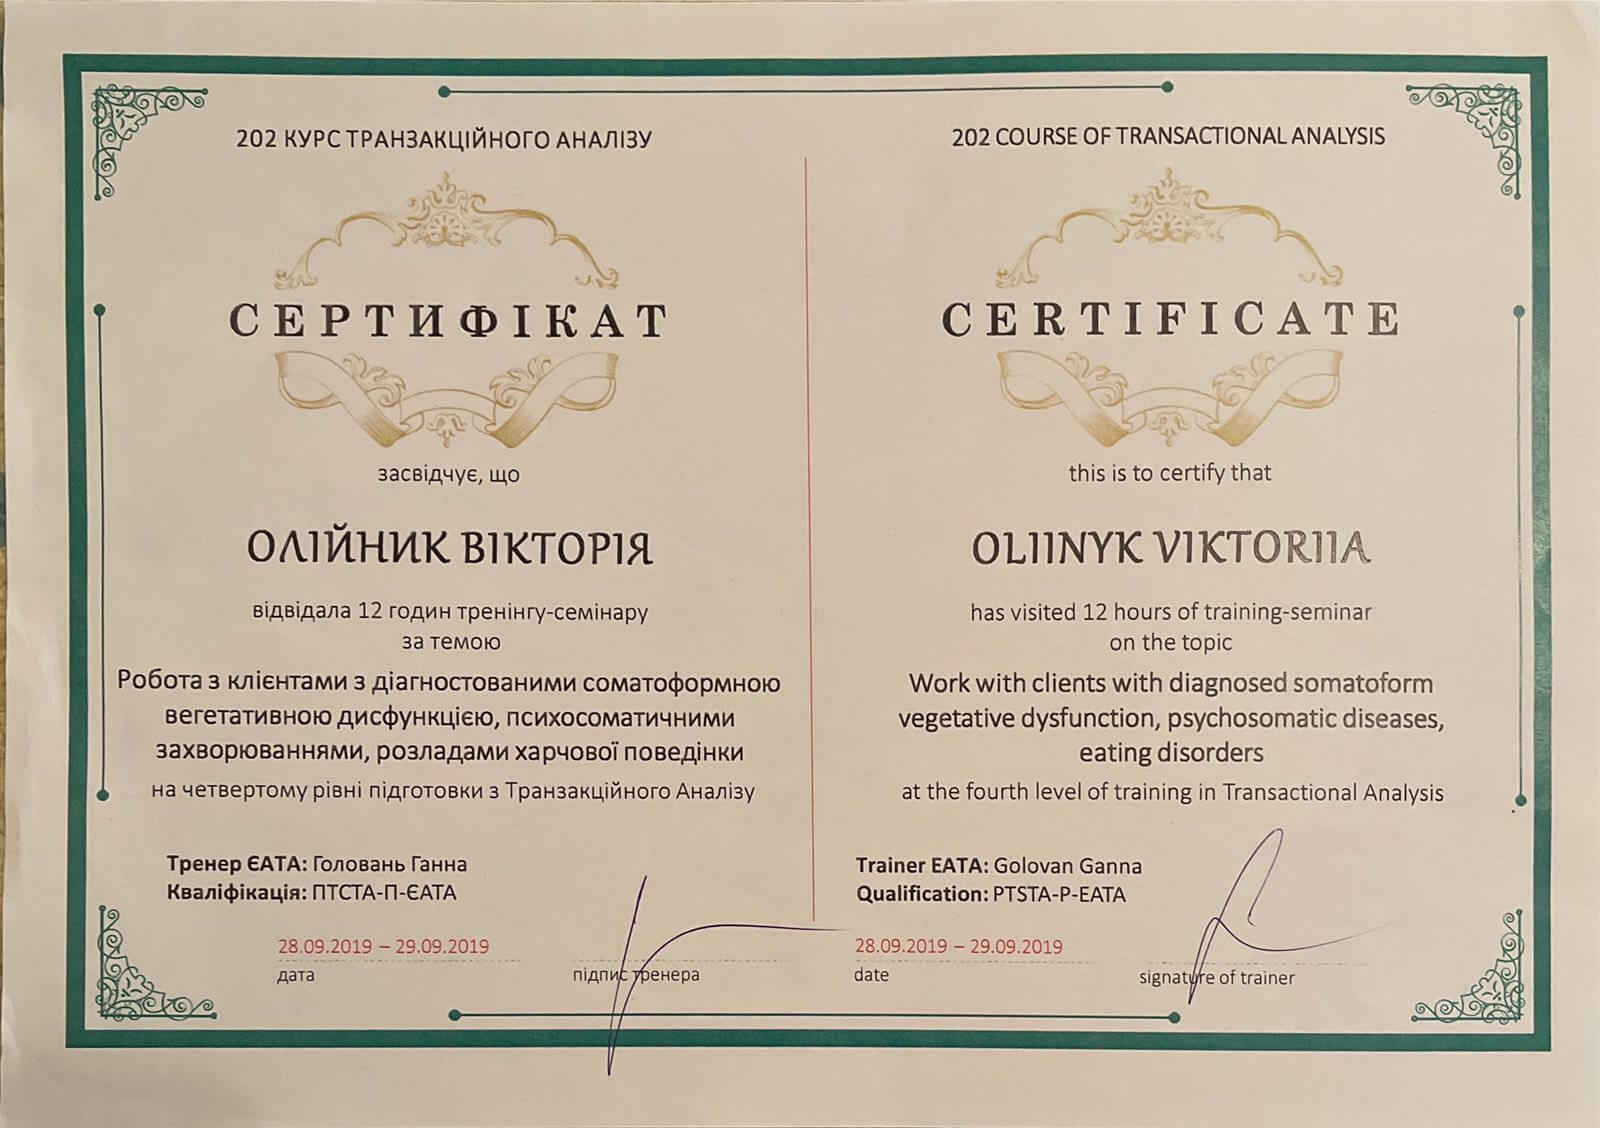 202 КУРС ТРАНЗАКЦІЙНОГО АНАЛІЗУ
СЕРТИФІКАТ
засвідчує, що
ОЛІЙНИК ВІКТОРІЯ
відвідала 12 годин тренінгу-семінару
за темою
Робота з клієнтами з діагностованими соматоформною
вегетативною дисфункцією, психосоматичними
захворюваннями, розладами харчової поведінки
на четвертому рівні підготовки з Транзакційного Аналізу
Тренер ЄАТА: Головань Ганна
Кваліфікація: ПТСТА-П-ЄАТА
28.09.2019 – 29.09.2019
дата
підпис тренера
202 COURSE OF TRANSACTIONAL ANALYSIS
CERTIFICATE
this is to certify that
OLIINYK VIKTORIIA
has visited 12 hours of training-seminar
on the topic
Work with clients with diagnosed somatoform
vegetative dysfunction, psychosomatic diseases,
eating disorders
at the fourth level of training in Transactional Analysis
Trainer EATA: Golovan Ganna
Qualification: PTSTA-P-EATA
28.09.2019 – 29.09.2019
date
signature of trainer